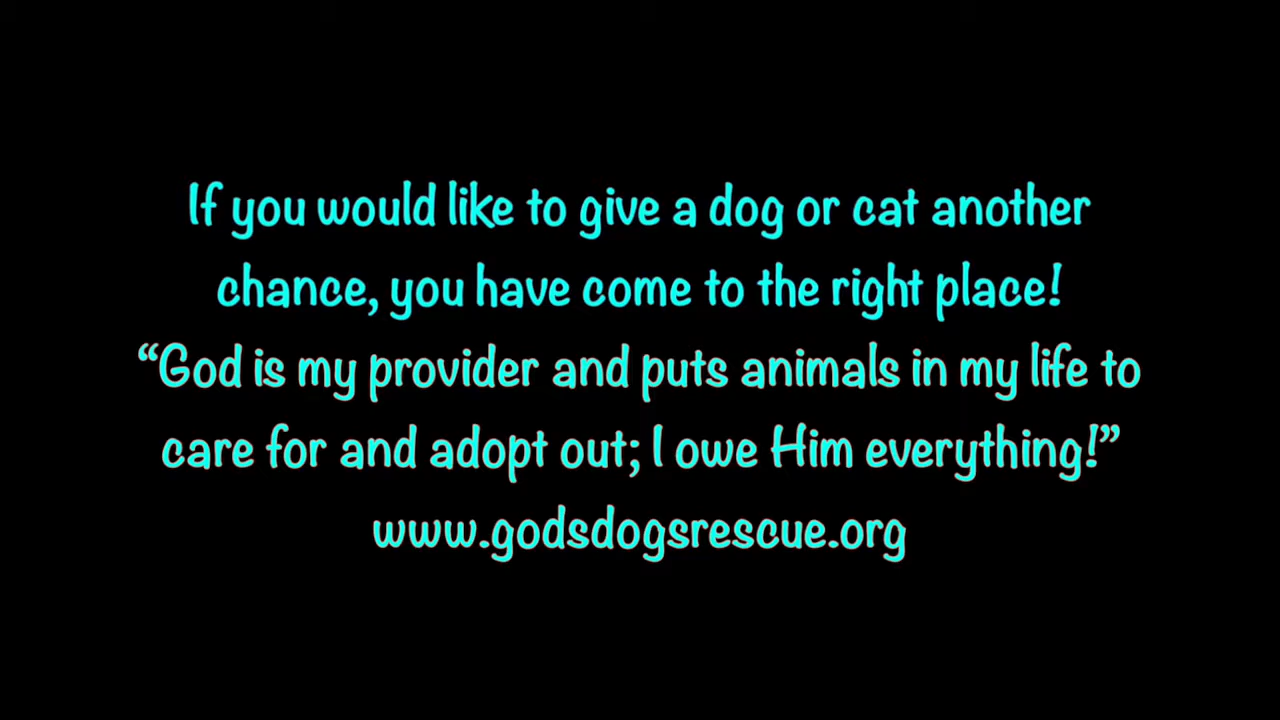 If you would like to give a dog or cat another
chance, you have come to the right place!
“God is my provider and puts animals in my life to
care for and adopt out; I owe Him everything!”
www.godsdogsrescue.org